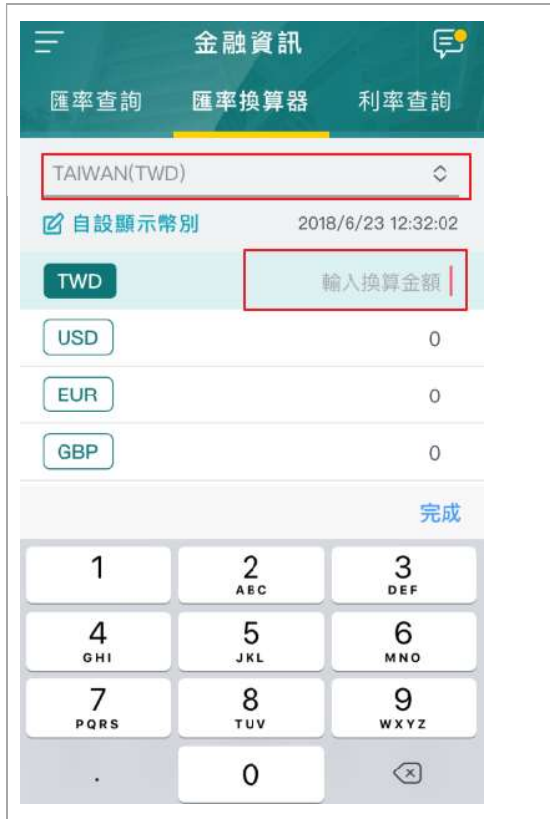 金融資訊
匯率查詢 匯率換算器 利率查詢
TAIWAN(TWD)
自設顯示幣別 2018/6/23 12:32:02
TWD 輸入換算金額
USD 0
EUR 0
GBP 0
完成
1 2 3
ABC DEF
4 5 6
GHI JKL MNO
7 8 9
PQRS TUV WXYZ
. 0